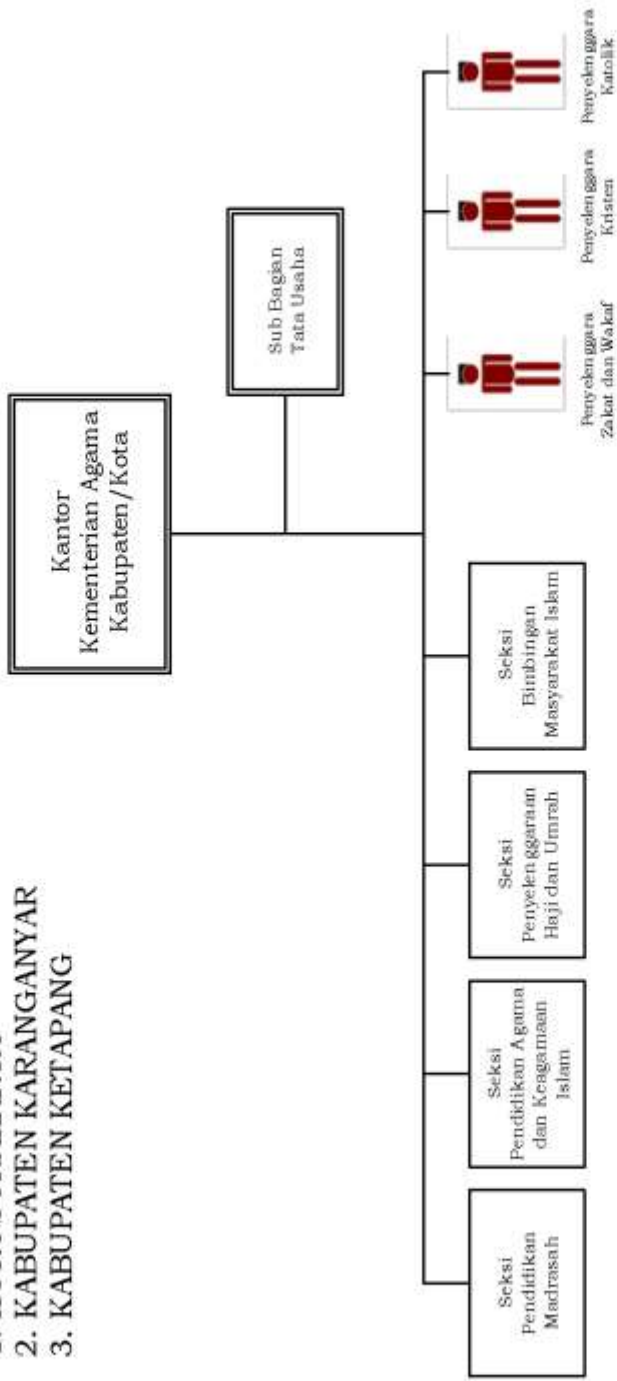 2. KABUPATEN KARANGANYAR
3. KABUPATEN KETAPANG
Kantor
Kementerian Agama
Kabupaten/Kota
Sub Bagian
Tata Usaha
Seksi
Pendidikan
Madrasah
Seksi
Pendidikan Agama
dan Keagamaan
Islam
Seksi
Penyelenggaraan
Haji dan Umrah
Seksi
Bimbingan
Masyarakat Islam
Penyelenggara
Zakat dan Wakaf
Penyelenggara
Kristen
Penyelenggara
Katolik